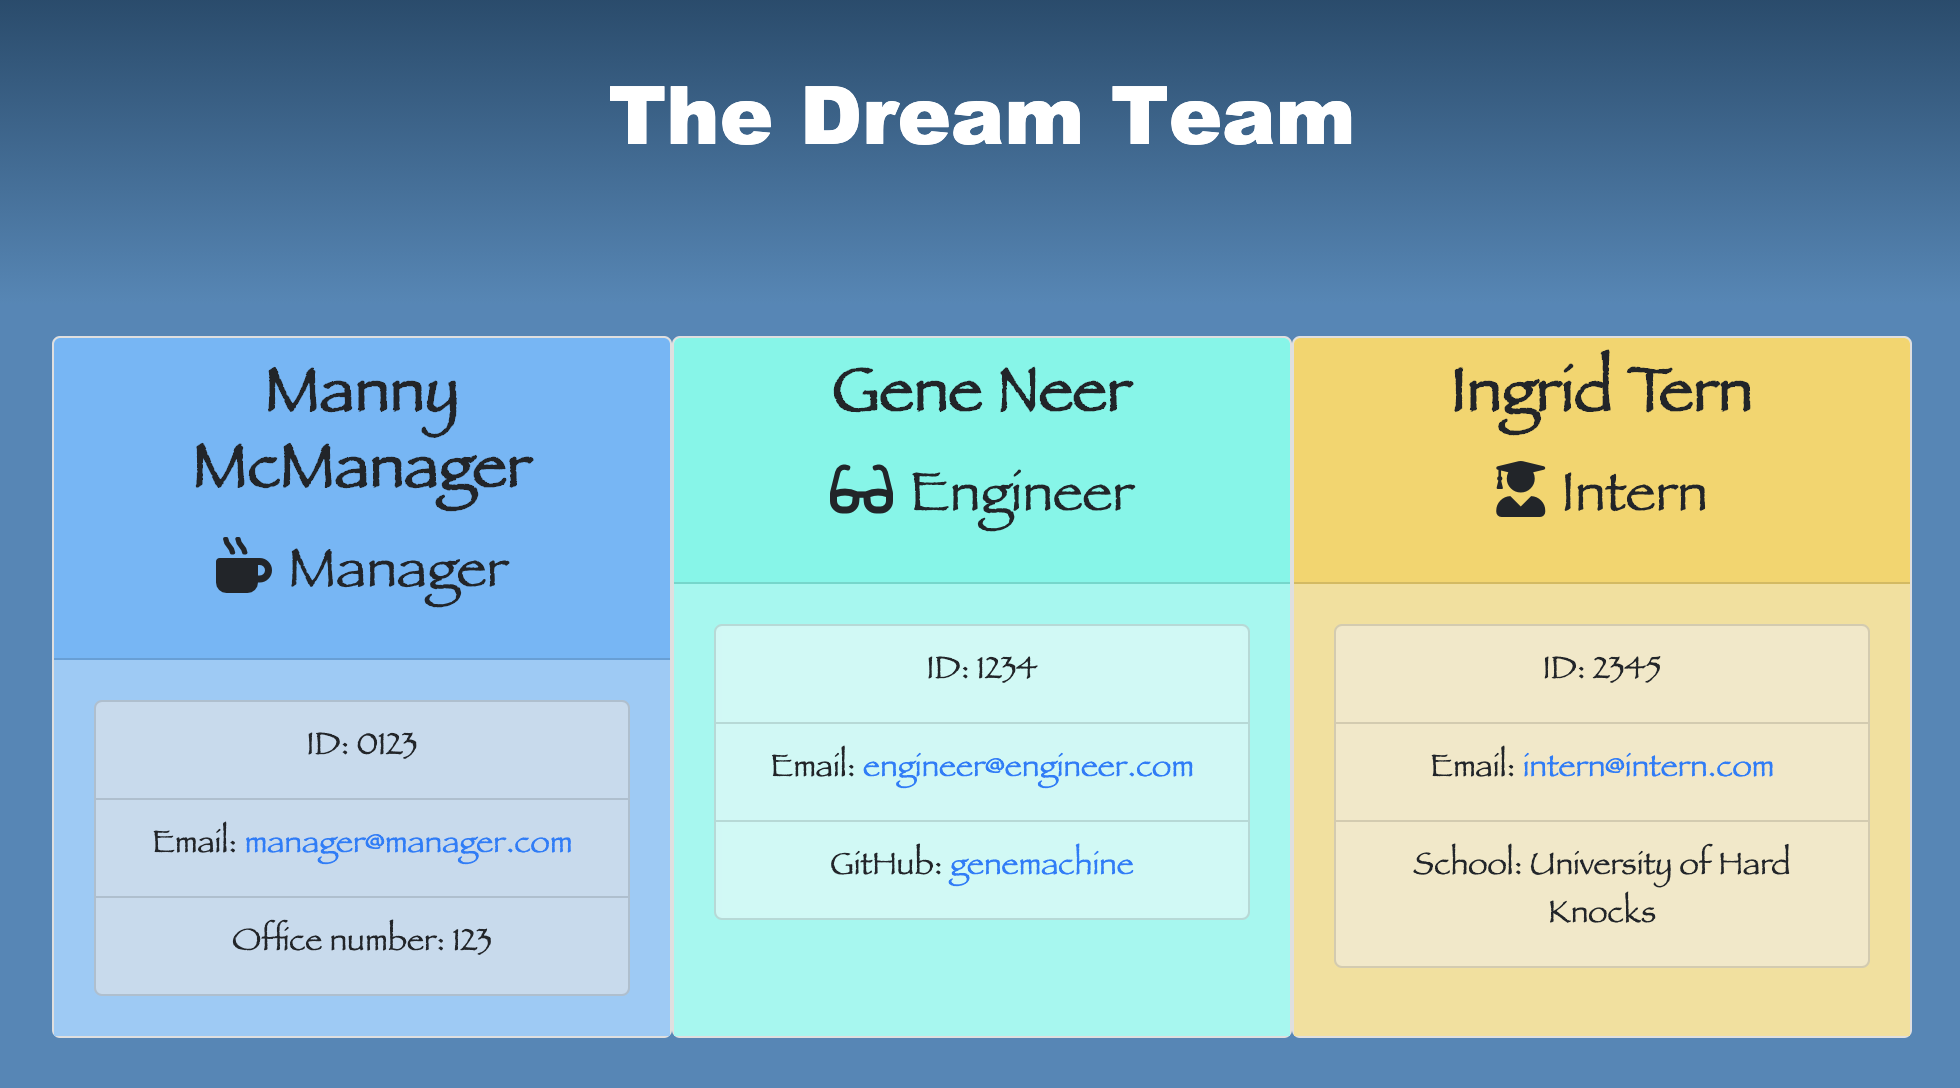 The Dream Team
Manny
McManager
Manager
ID: 0123
Email: manager@manager.com
Office number: 123
Gene Neer
Engineer
ID: 1234
Email: engineer@engineer.com
GitHub: genemachine
Ingrid Tern
Intern
ID: 2345
Email: intern@intern.com
School: University of Hard
Knocks